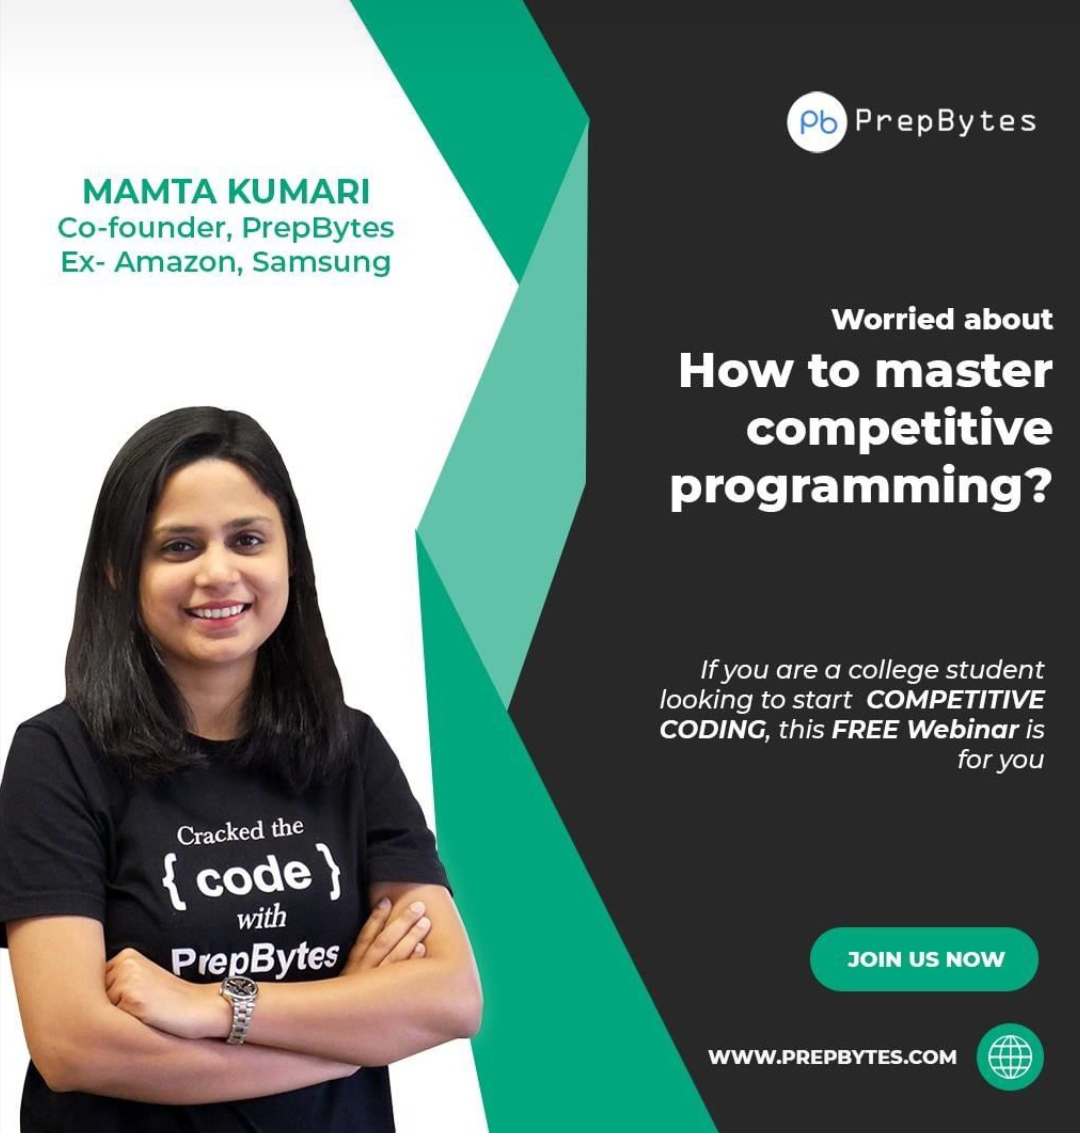 Pb PrepBytes
MAMTA KUMARI
Co-founder, PrepBytes
Ex- Amazon, Samsung
Worried about
How to master
competitive
programming?
If you are a college student
looking to start COMPETITIVE
CODING, this FREE Webinar is
for you
Cracked the
{ code }
with
PrepBytes
JOIN US NOW
WWW.PREPBYTES.COM